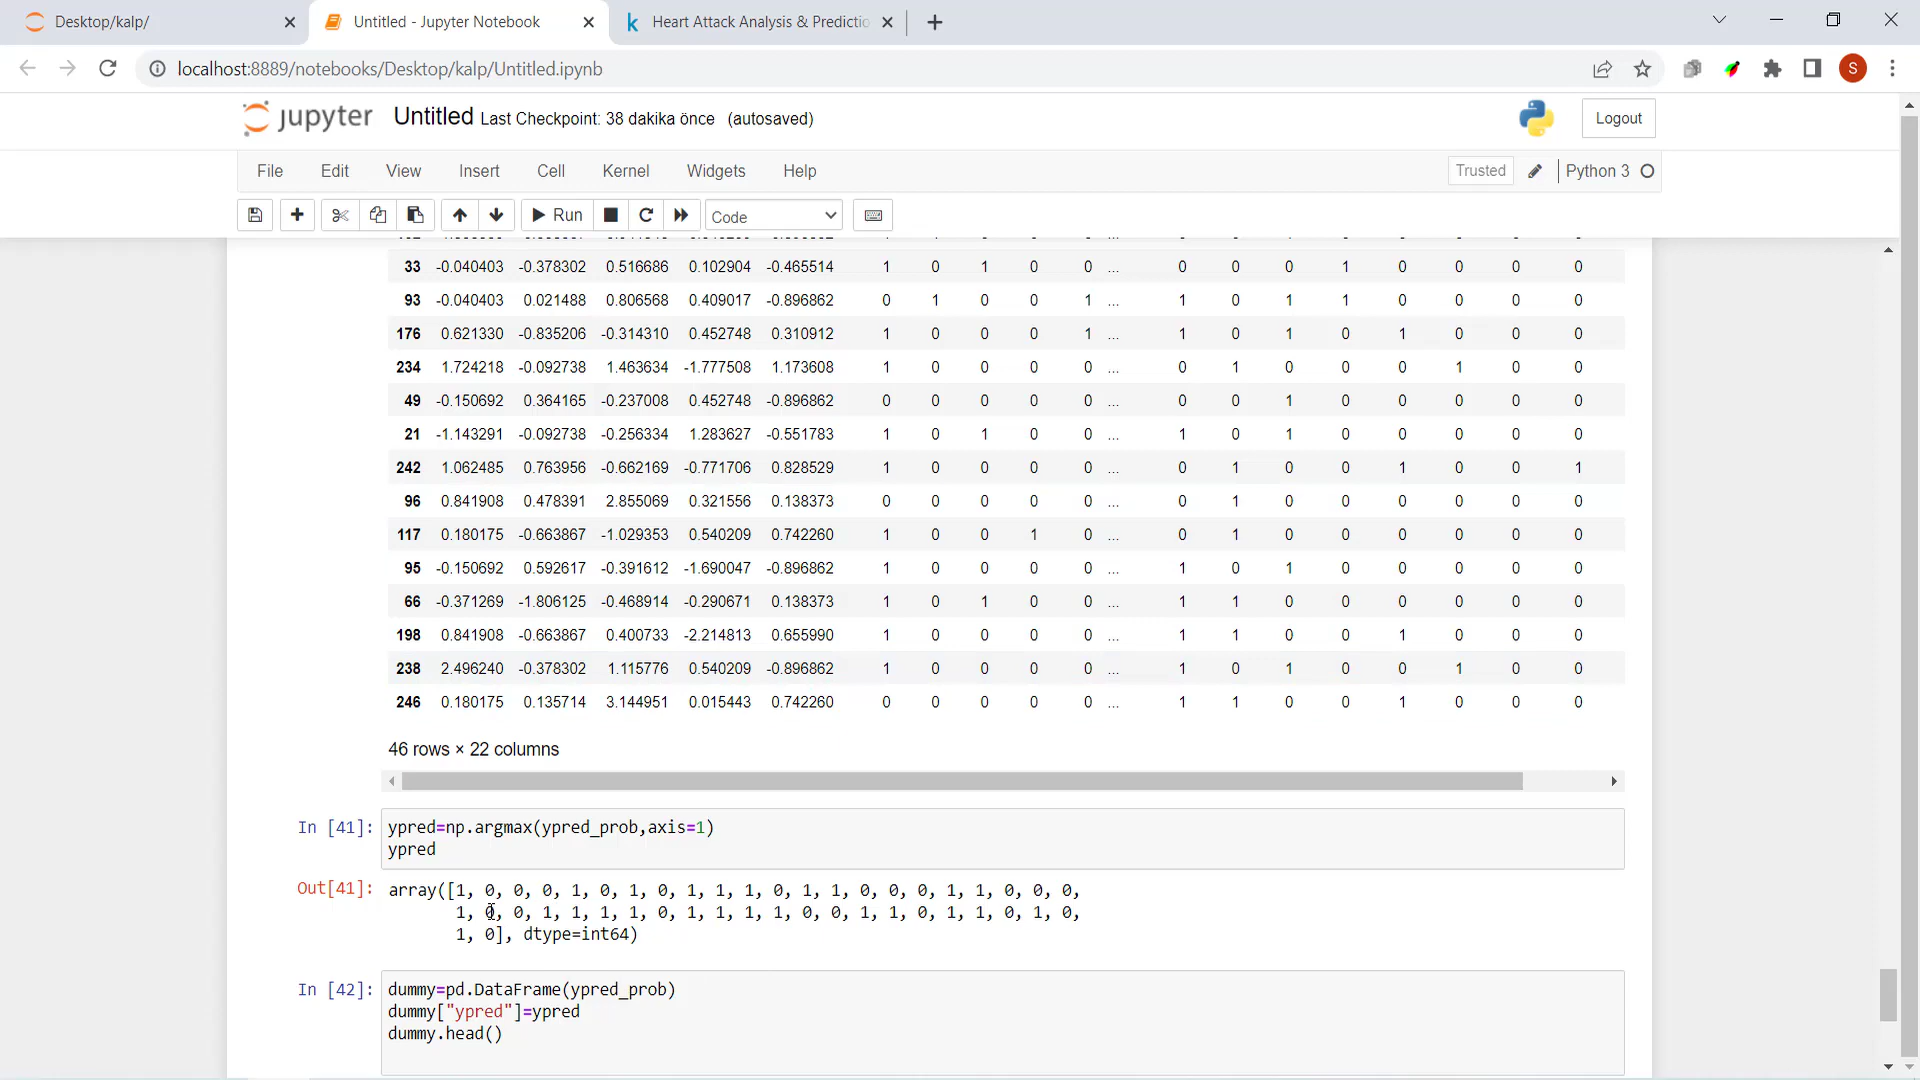 Desktop/kalp/
Untitled - Jupyter Notebook
Heart Attack Analysis & Predictio
localhost:8889/notebooks/Desktop/kalp/Untitled.ipynb
S
jupyter Untitled Last Checkpoint: 38 dakika önce (autosaved)
Logout
File Edit View Insert Cell Kernel Widgets Help
Trusted Python 3
Run Code
33 -0.040403 -0.378302 0.516686 0.102904 -0.465514 1 0 1 0 0 ... 0 0 0 1 0 0 0 0
93 -0.040403 0.021488 0.806568 0.409017 -0.896862 0 1 0 0 1 ... 1 0 1 1 0 0 0 0
176 0.621330 -0.835206 -0.314310 0.452748 0.310912 1 0 0 0 1 ... 1 0 1 0 1 0 0 0
234 1.724218 -0.092738 1.463634 -1.777508 1.173608 1 0 0 0 0 ... 0 1 0 0 0 1 0 0
49 -0.150692 0.364165 -0.237008 0.452748 -0.896862 0 0 0 0 0 ... 0 0 1 0 0 0 0 0
21 -1.143291 -0.092738 -0.256334 1.283627 -0.551783 1 0 1 0 0 ... 1 0 1 0 0 0 0 0
242 1.062485 0.763956 -0.662169 -0.771706 0.828529 1 0 0 0 0 ... 0 1 0 0 1 0 0 1
96 0.841908 0.478391 2.855069 0.321556 0.138373 0 0 0 0 0 ... 0 1 0 0 0 0 0 0
117 0.180175 -0.663867 -1.029353 0.540209 0.742260 1 0 0 1 0 ... 0 1 0 0 0 0 0 0
95 -0.150692 0.592617 -0.391612 -1.690047 -0.896862 1 0 0 0 0 ... 1 0 1 0 0 0 0 0
66 -0.371269 -1.806125 -0.468914 -0.290671 0.138373 1 0 1 0 0 ... 1 1 0 0 0 0 0 0
198 0.841908 -0.663867 0.400733 -2.214813 0.655990 1 0 0 0 0 ... 1 1 0 0 1 0 0 0
238 2.496240 -0.378302 1.115776 0.540209 -0.896862 1 0 0 0 0 ... 1 0 1 0 0 1 0 0
246 0.180175 0.135714 3.144951 0.015443 0.742260 0 0 0 0 0 ... 1 1 0 0 1 0 0 0
46 rows × 22 columns
In [41]: ypred=np.argmax(ypred_prob,axis=1)
ypred
Out[41]: array([1, 0, 0, 0, 1, 0, 1, 0, 1, 1, 1, 0, 1, 1, 0, 0, 0, 1, 1, 0, 0, 0,
1, 0, 0, 1, 1, 1, 1, 0, 1, 1, 1, 1, 0, 0, 1, 1, 0, 1, 1, 0, 1, 0,
1, 0], dtype=int64)
In [42]: dummy=pd.DataFrame(ypred_prob)
dummy["ypred"]=ypred
dummy.head()